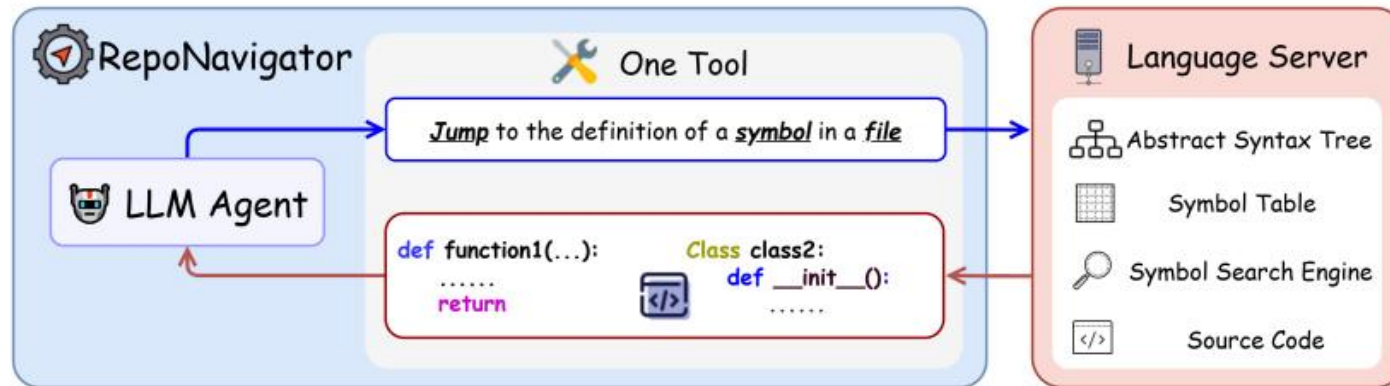 RepoNavigator
One Tool
Jump to the definition of a symbol in a file
LLM Agent
def function1(...):
......
return
</>
Class class2:
def __init__():
......
Language Server
Abstract Syntax Tree
Symbol Table
Symbol Search Engine
</>
Source Code